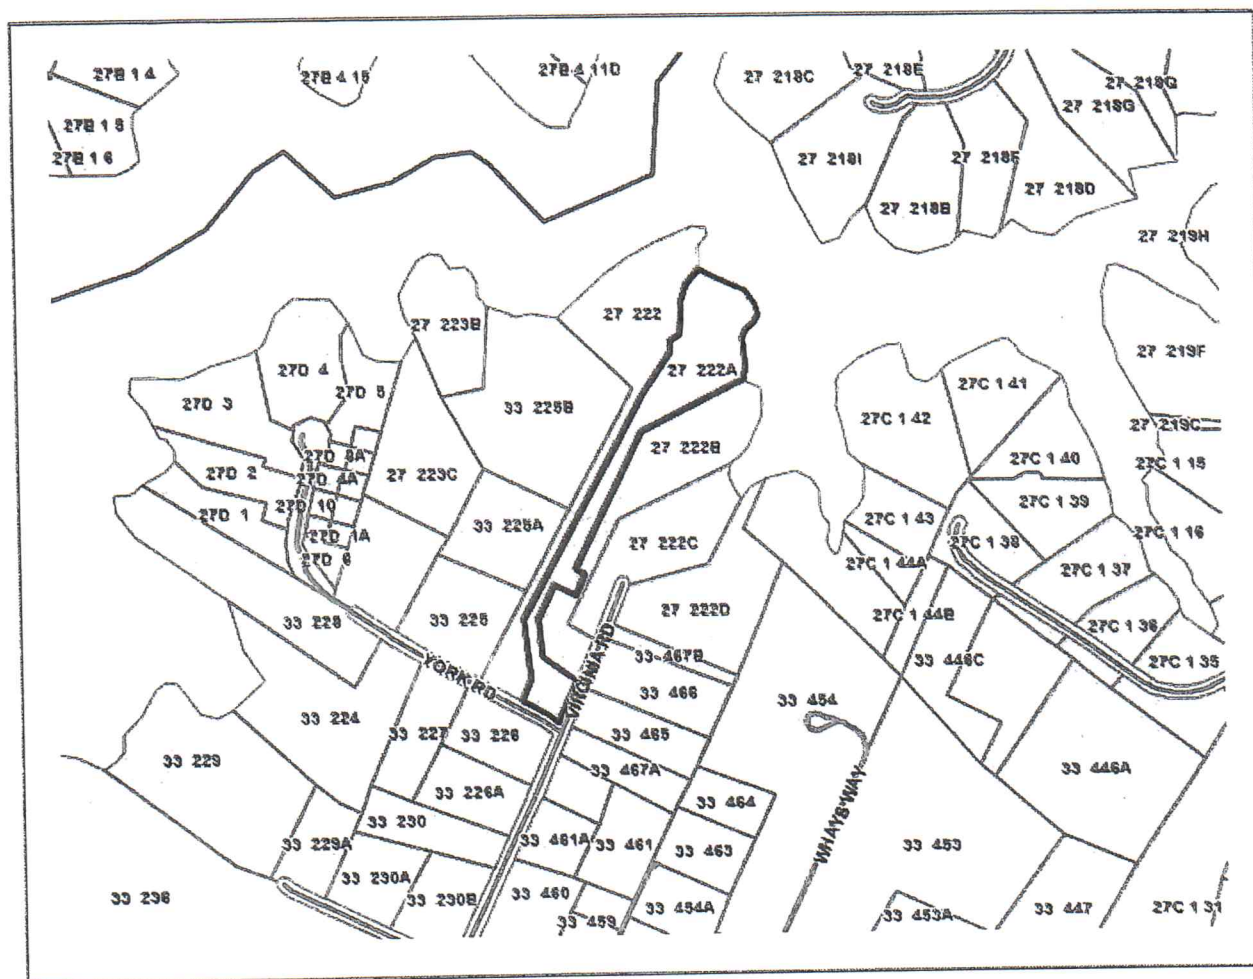 27B 1 4
27B 4 15
27B 4 11D
27 218C
27 218E
27 218Q
27 218G
27B 1 5
27B 1 6
27 218I
27 218F
27 218B
27 218D
27 219H
27 222
27 223B
27 219F
27D 4
27 222A
27C 1 41
27D 5
27D 3
33 225B
27C 1 42
27 219C
27 222B
27D 8A
27C 1 40
27C 1 15
27D 2
27D 4A
27 223C
27C 1 39
27D 10
27D 1
33 225A
27C 1 43
27C 1 16
27D 1A
27 222C
27C 1 38
27D 6
27C 1 44A
27C 1 37
27 222D
27C 1 44B
27C 1 36
33 228
33 225
VIRGINIA RD
33 467B
33 446C
27C 1 35
YORK RD
33 466
33 454
33 224
33 227
33 226
33 465
33 229
33 467A
33 446A
33 226A
33 464
33 230
WHAYS WAY
33 229A
33 461A
33 461
33 463
33 453
33 230A
33 236
33 230B
33 460
33 454A
33 459
33 453A
33 447
27C 1 31